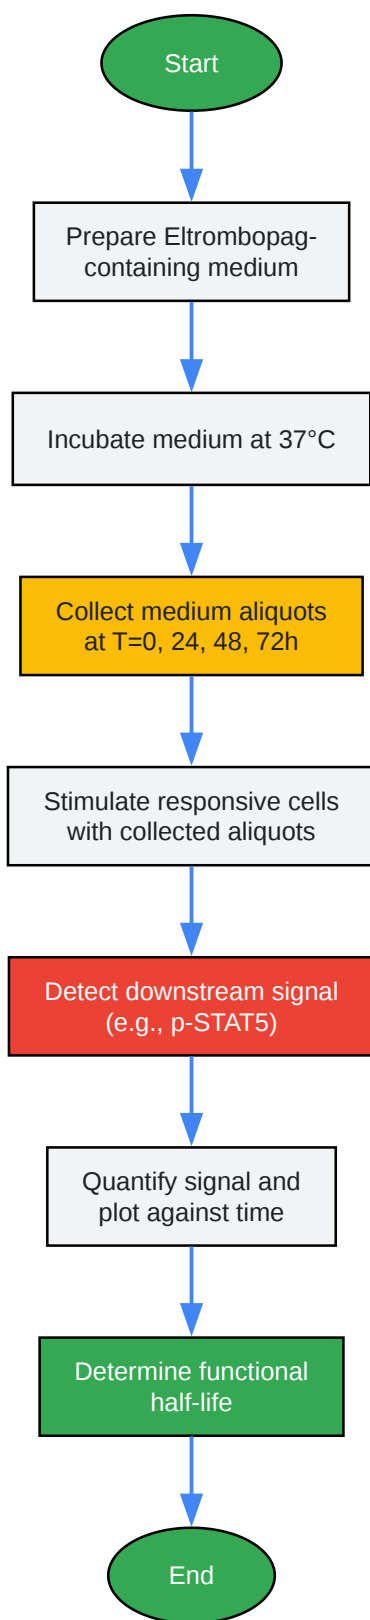 Start
Prepare Eltrombopag-
containing medium
Incubate medium at 37°C
Collect medium aliquots
at T=0, 24, 48, 72h
Stimulate responsive cells
with collected aliquots
Detect downstream signal
(e.g., p-STAT5)
Quantify signal and
plot against time
Determine functional
half-life
End